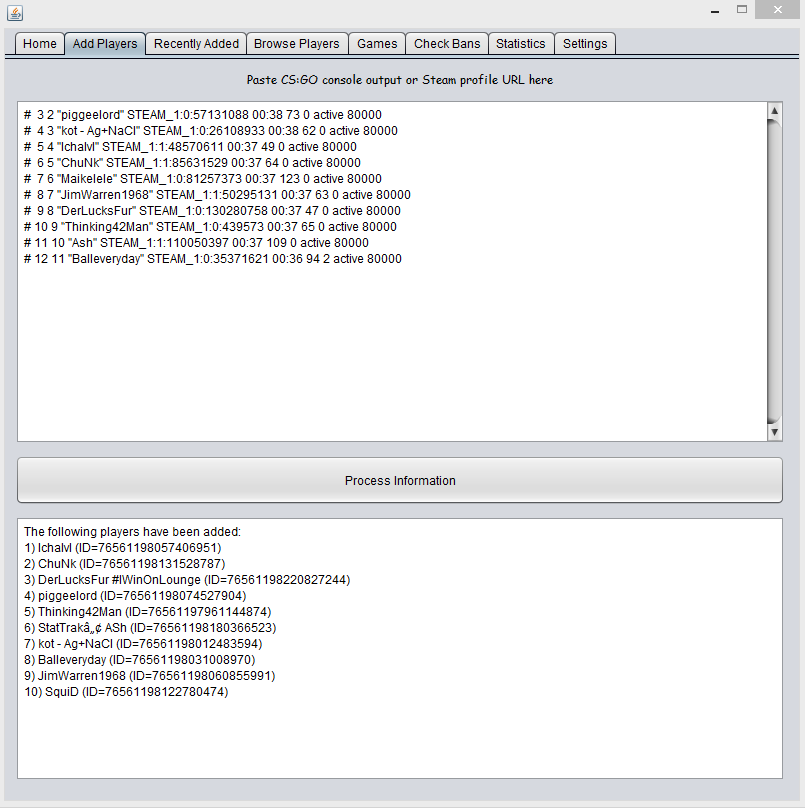 Home Add Players Recently Added Browse Players Games Check Bans Statistics Settings
Paste CS:GO console output or Steam profile URL here
# 3 2 "piggeelord" STEAM_1:0:57131088 00:38 73 0 active 80000
# 4 3 "kot - Ag+NaCl" STEAM_1:0:26108933 00:38 62 0 active 80000
# 5 4 "Ichalvl" STEAM_1:1:48570611 00:37 49 0 active 80000
# 6 5 "ChuNk" STEAM_1:1:85631529 00:37 64 0 active 80000
# 7 6 "Maikelele" STEAM_1:0:81257373 00:37 123 0 active 80000
# 8 7 "JimWarren1968" STEAM_1:1:50295131 00:37 63 0 active 80000
# 9 8 "DerLucksFur" STEAM_1:0:130280758 00:37 47 0 active 80000
# 10 9 "Thinking42Man" STEAM_1:0:439573 00:37 65 0 active 80000
# 11 10 "Ash" STEAM_1:1:110050397 00:37 109 0 active 80000
# 12 11 "Balleveryday" STEAM_1:0:35371621 00:36 94 2 active 80000
Process Information
The following players have been added:
1) Ichalvl (ID=76561198057406951)
2) ChuNk (ID=76561198131528787)
3) DerLucksFur #IWinOnLounge (ID=76561198220827244)
4) piggeelord (ID=76561198074527904)
5) Thinking42Man (ID=76561197961144874)
6) StatTrakâ„¢ ASh (ID=76561198180366523)
7) kot - Ag+NaCl (ID=76561198012483594)
8) Balleveryday (ID=76561198031008970)
9) JimWarren1968 (ID=76561198060855991)
10) SquiD (ID=76561198122780474)